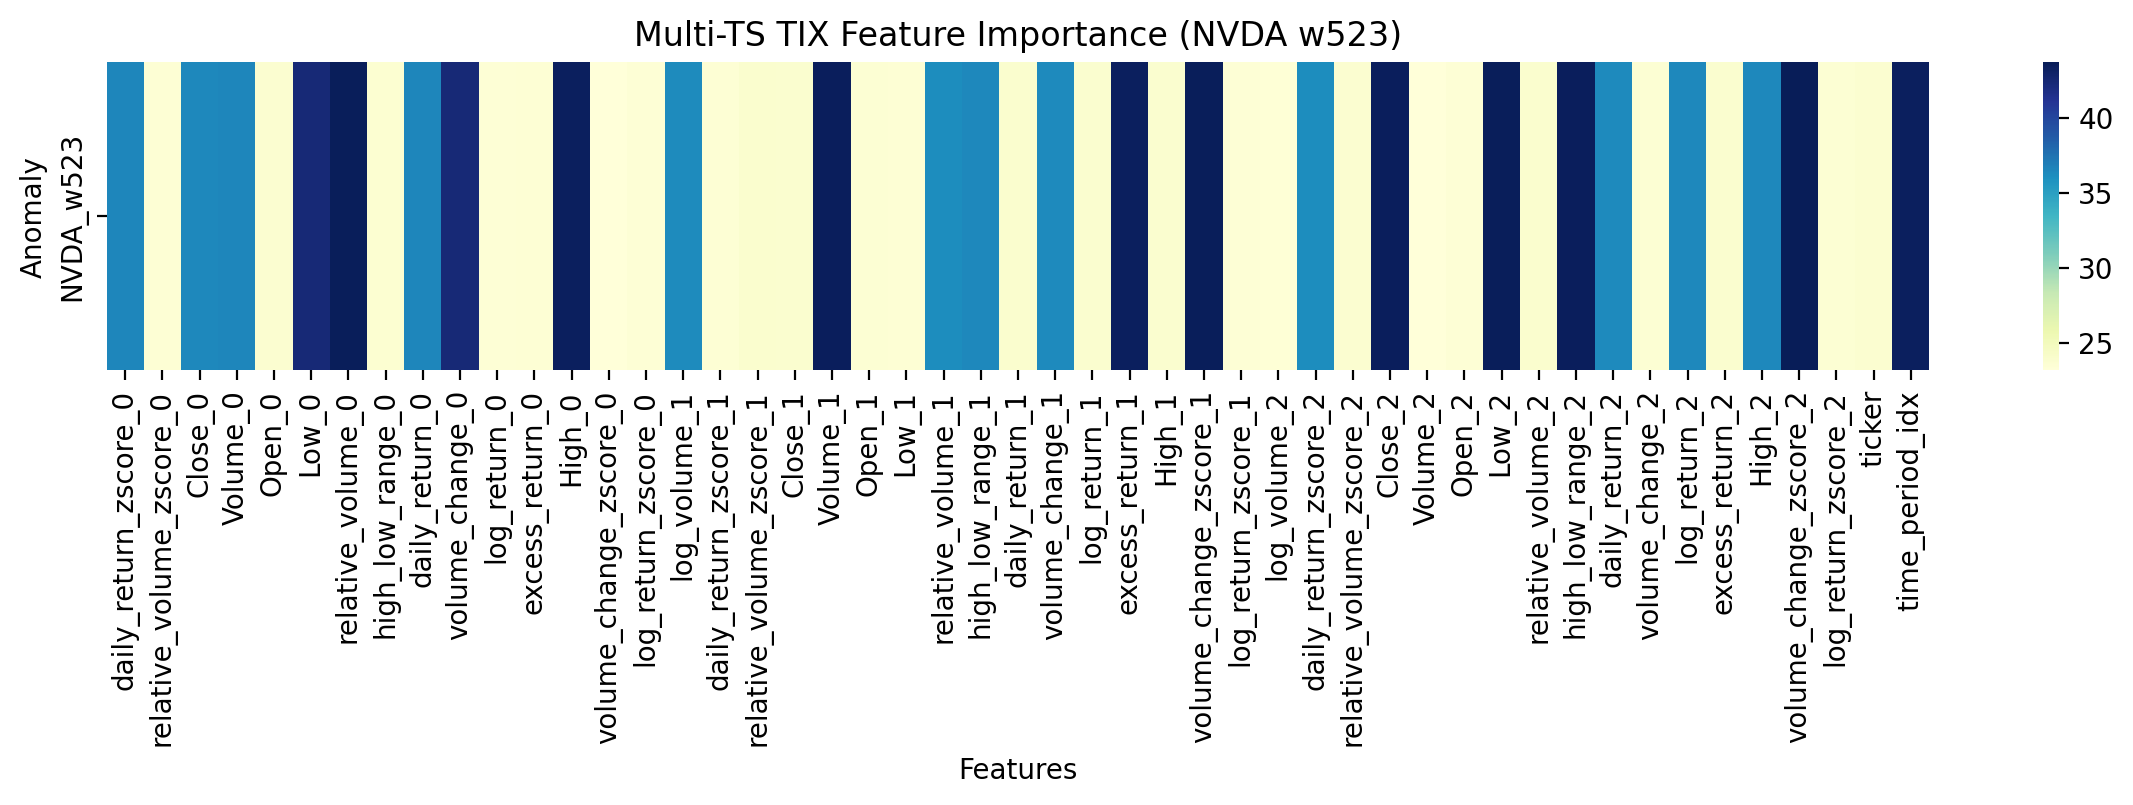 Multi-TS TIX Feature Importance (NVDA w523)
Anomaly
NVDA_w523
daily_return_zscore_0
relative_volume_zscore_0
Close_0
Volume_0
Open_0
Low_0
relative_volume_0
high_low_range_0
daily_return_0
volume_change_0
log_return_0
excess_return_0
High_0
volume_change_zscore_0
log_return_zscore_0
log_volume_1
daily_return_zscore_1
relative_volume_zscore_1
Close_1
Volume_1
Open_1
Low_1
relative_volume_1
high_low_range_1
daily_return_1
volume_change_1
log_return_1
excess_return_1
High_1
volume_change_zscore_1
log_return_zscore_1
log_volume_2
daily_return_zscore_2
relative_volume_zscore_2
Close_2
Volume_2
Open_2
Low_2
relative_volume_2
high_low_range_2
daily_return_2
volume_change_2
log_return_2
excess_return_2
High_2
volume_change_zscore_2
log_return_zscore_2
ticker
time_period_idx
Features
40
35
30
25